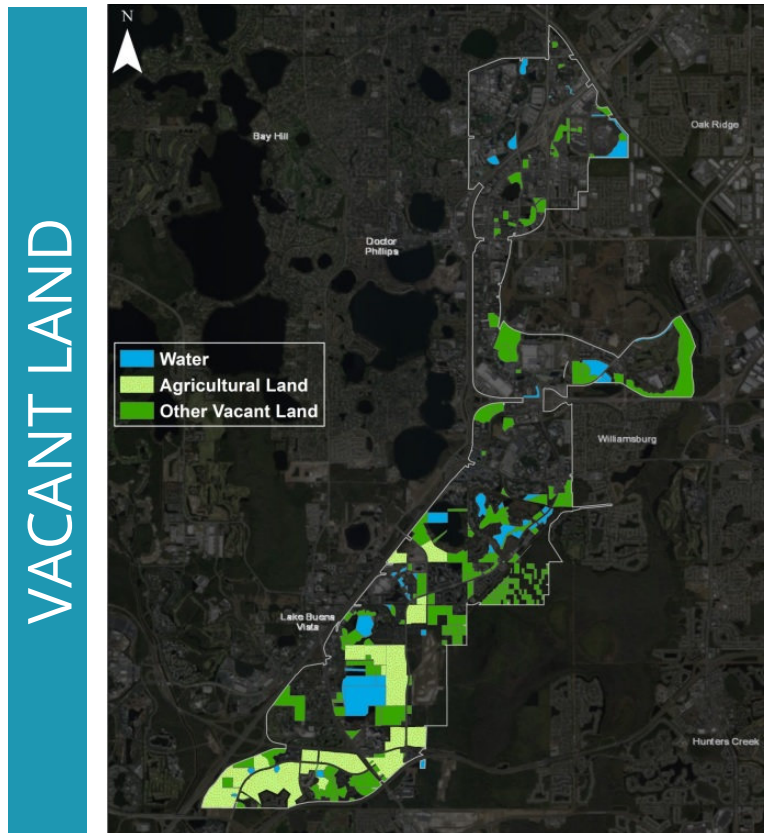 VACANT LAND
N
Oak Ridge
Bay Hill
Doctor
Phillips
Water
Agricultural Land
Other Vacant Land
Williamsburg
Lake Buena
Vista
Hunters Creek